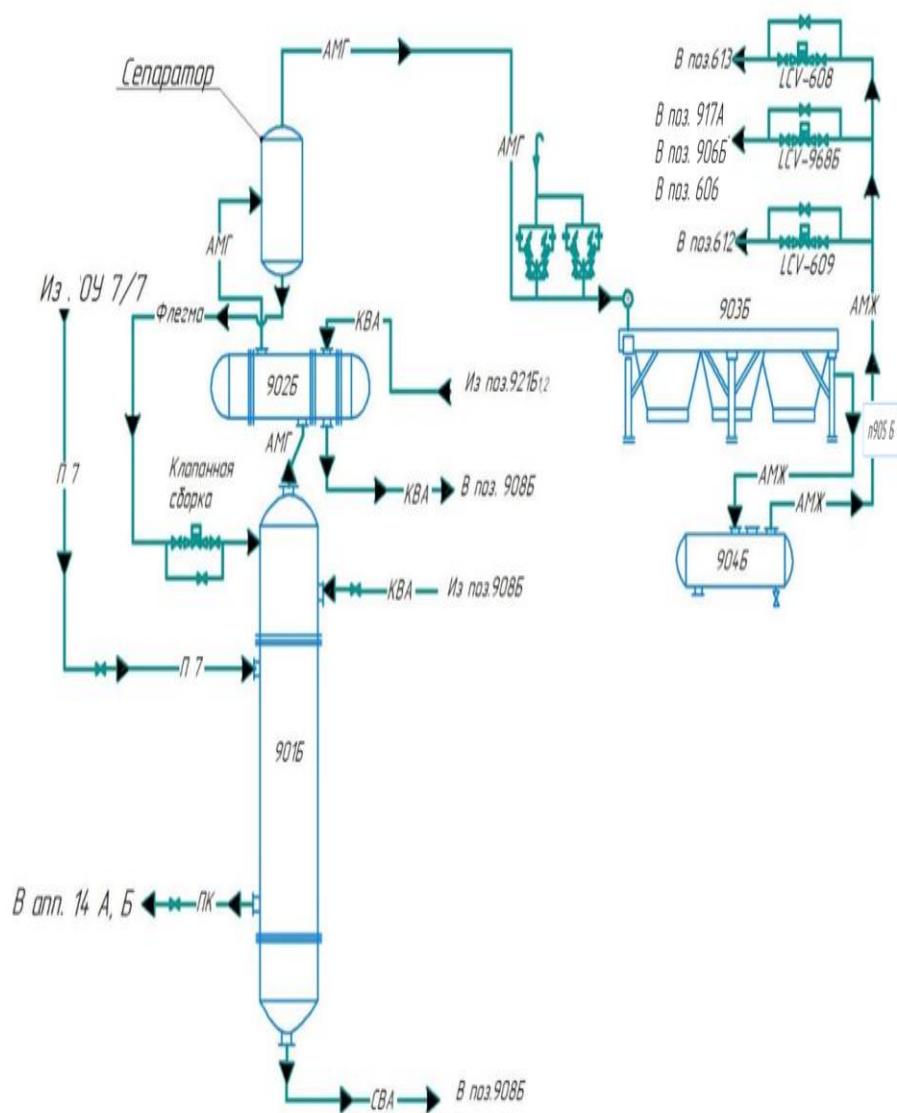 АМГ
Сепаратор
В поз.613
LCV-608
В поз. 917А
В поз. 906Б
LCV-968Б
В поз. 606
АМГ
АМГ
В поз.612
LCV-609
Из ОУ 7/7
Флегма
КВА
903Б
АМЖ
902Б
Из поз.921Б1,2
п905 Б
АМГ
П 7
Клапанная
сборка
КВА
В поз. 908Б
АМЖ
АМЖ
904Б
КВА
Из поз.908Б
П 7
901Б
В апп. 14 А, Б
ПК
СВА
В поз.908Б